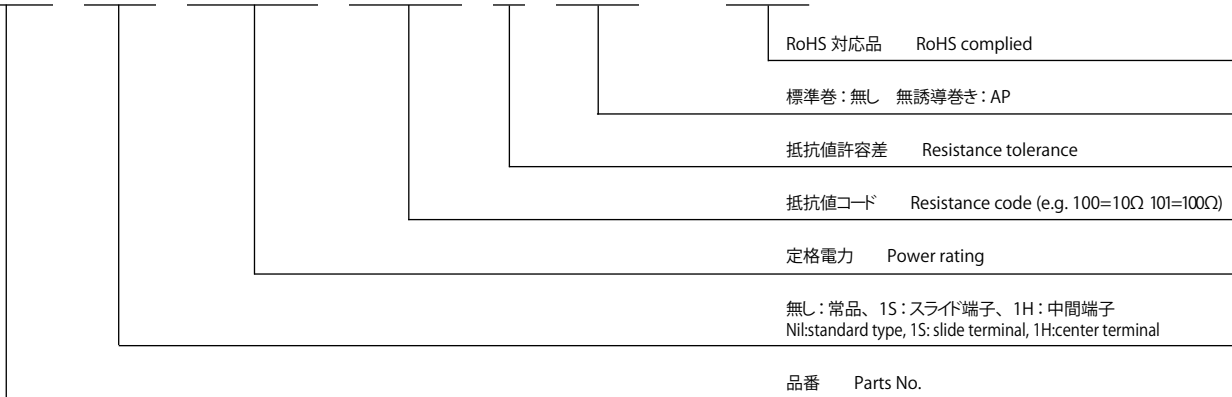 RoHS 対応品 RoHS complied
標準巻：無し 無誘導巻き：AP
抵抗値許容差 Resistance tolerance
抵抗値コード Resistance code (e.g. 100=10Ω 101=100Ω)
定格電力 Power rating
無し：常品、1S：スライド端子、1H：中間端子
Nil:standard type, 1S: slide terminal, 1H:center terminal
品番 Parts No.